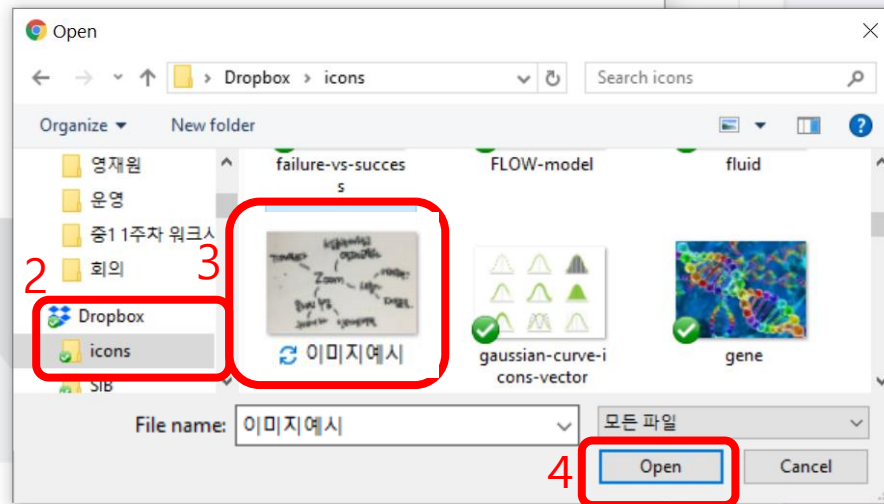 Open
Dropbox > icons
Search icons
Organize
New folder
영재원
운영
중1 1주차 워크시
회의
Dropbox
icons
SIB
failure-vs-succes
s
FLOW-model
fluid
2
3
Zoom
이미지예시
gaussian-curve-i
cons-vector
gene
File name:
이미지예시
모든 파일
4
Open
Cancel